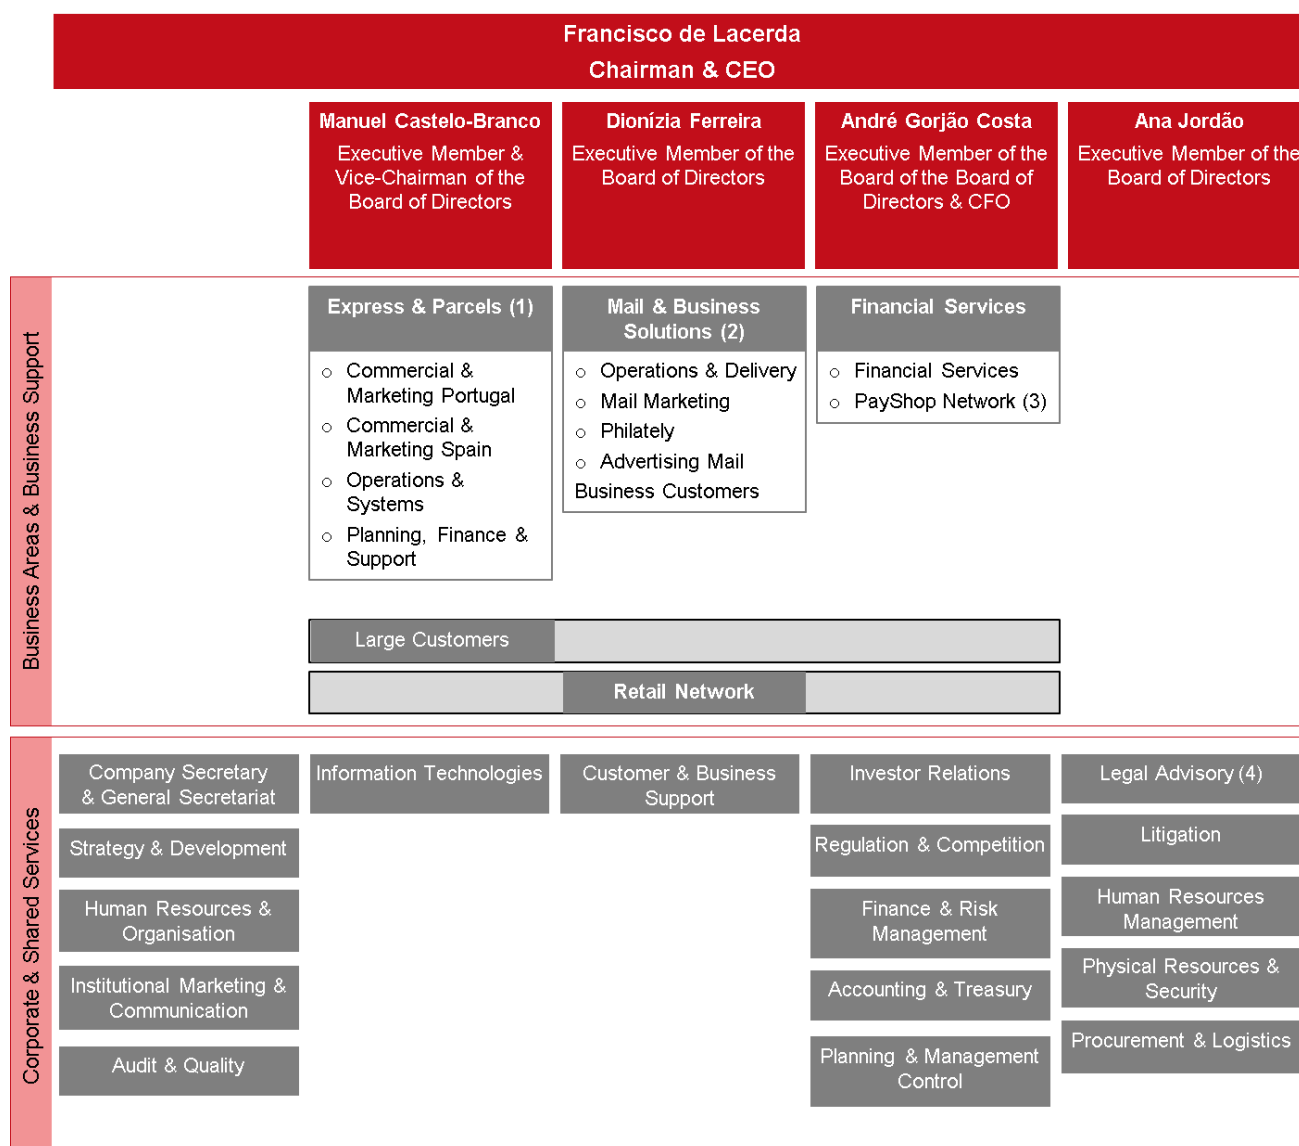 Francisco de Lacerda
Chairman & CEO
Manuel Castelo-Branco
Executive Member &
Vice-Chairman of the
Board of Directors
Dionízia Ferreira
Executive Member of the
Board of Directors
André Gorjão Costa
Executive Member of the
Board of the Board of
Directors & CFO
Ana Jordão
Executive Member of the
Board of Directors
Business Areas & Business Support
Express & Parcels (1)
Commercial &
Marketing Portugal
Commercial &
Marketing Spain
Operations &
Systems
Planning, Finance &
Support
Mail & Business
Solutions (2)
Operations & Delivery
Mail Marketing
Philately
Advertising Mail
Business Customers
Financial Services
Financial Services
PayShop Network (3)
Large Customers
Retail Network
Corporate & Shared Services
Company Secretary
& General Secretariat
Strategy & Development
Human Resources &
Organisation
Institutional Marketing &
Communication
Audit & Quality
Information Technologies
Customer & Business
Support
Investor Relations
Regulation & Competition
Finance & Risk
Management
Accounting & Treasury
Planning & Management
Control
Legal Advisory (4)
Litigation
Human Resources
Management
Physical Resources &
Security
Procurement & Logistics